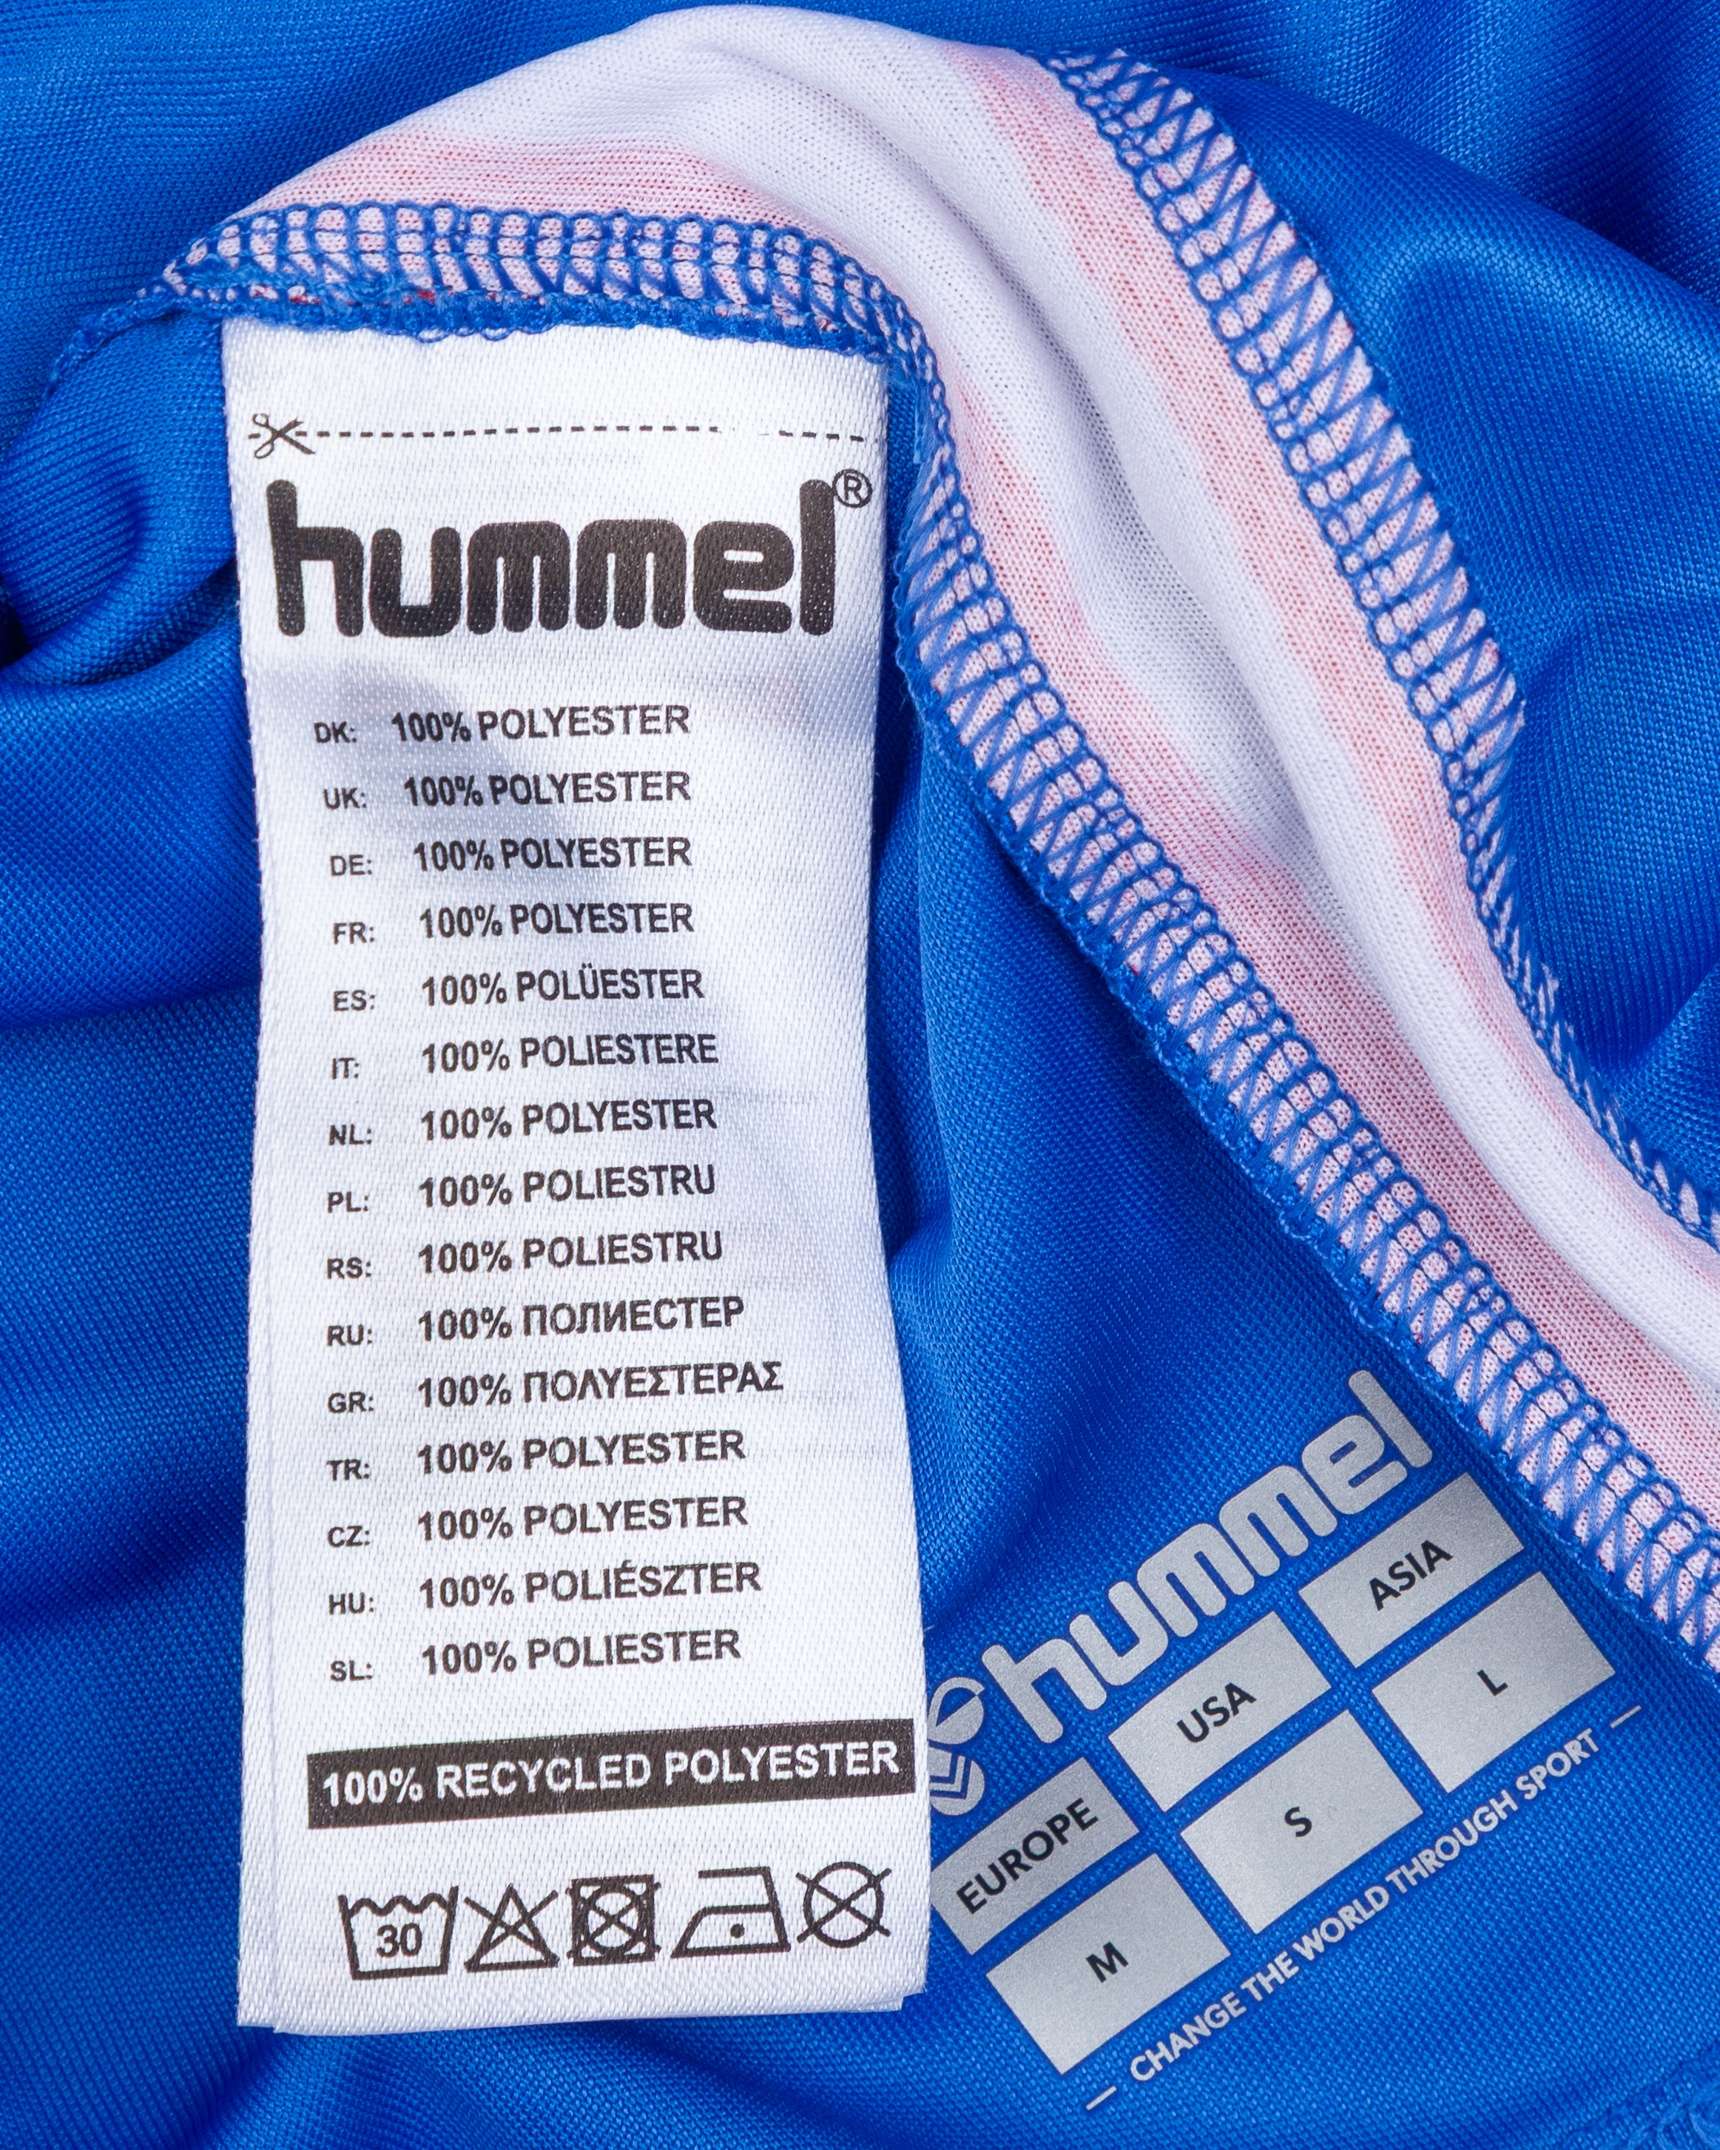 hummel®
DK: 100% POLYESTER
UK: 100% POLYESTER
DE: 100% POLYESTER
FR: 100% POLYESTER
ES: 100% POLÜESTER
IT: 100% POLIESTERE
NL: 100% POLYESTER
PL: 100% POLIESTRU
RS: 100% POLIESTRU
RU: 100% ПОЛИЕСТЕР
GR: 100% ΠΟΛΥΕΣΤΕΡΑΣ
TR: 100% POLYESTER
CZ: 100% POLYESTER
HU: 100% POLIÉSZTER
SL: 100% POLIESTER
100% RECYCLED POLYESTER
30
hummel
EUROPE USA ASIA
M S L
— CHANGE THE WORLD THROUGH SPORT —